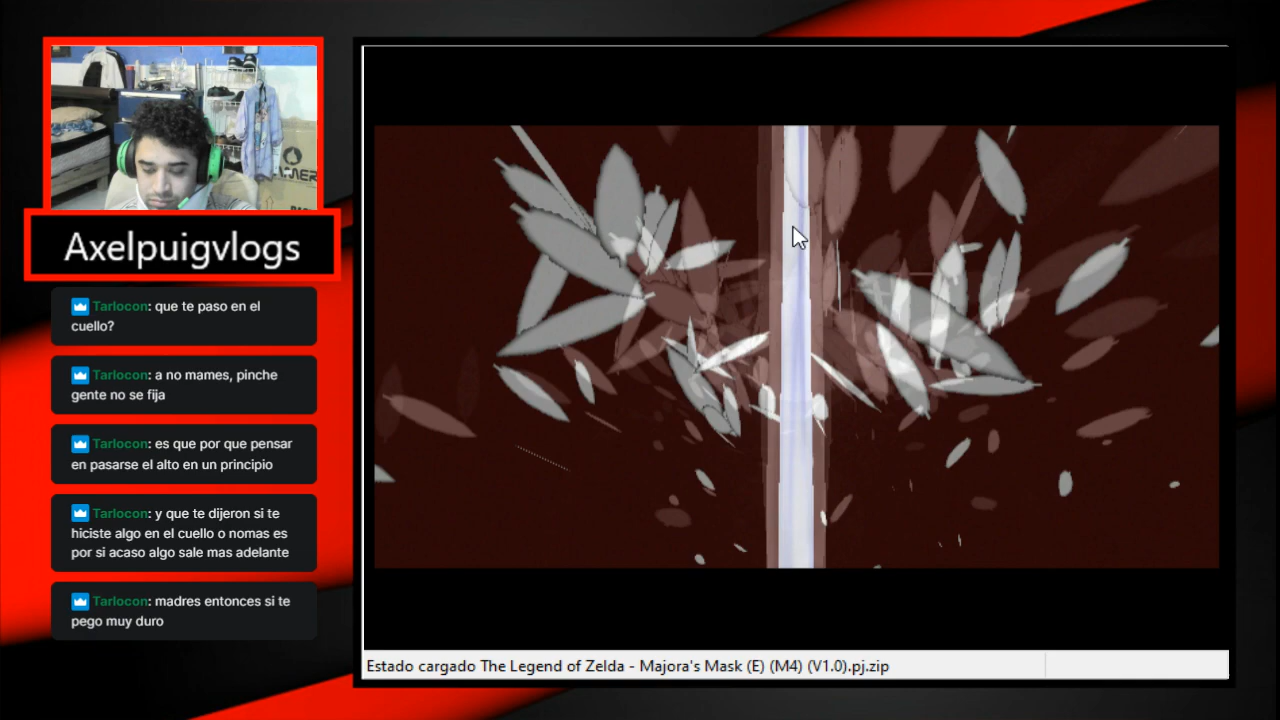 Axelpuigvlogs
Tarlocon: que te paso en el
cuello?
Tarlocon: a no mames, pinche
gente no se fija
Tarlocon: es que por que pensar
en pasarse el alto en un principio
Tarlocon: y que te dijeron si te
hiciste algo en el cuello o nomas es
por si acaso algo sale mas adelante
Tarlocon: madres entonces si te
pego muy duro
Estado cargado The Legend of Zelda - Majora's Mask (E) (M4) (V1.0).pj.zip